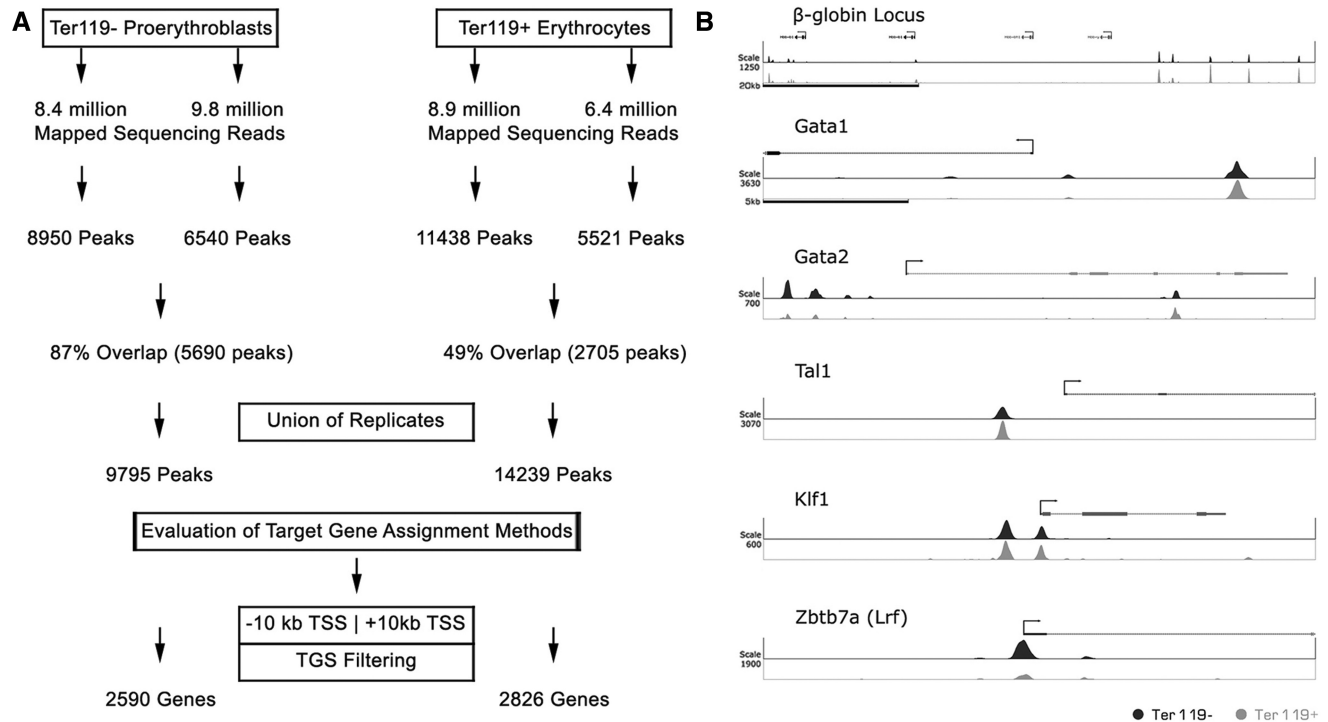 A
Ter119- Proerythroblasts
Ter119+ Erythrocytes
8.4 million 9.8 million
Mapped Sequencing Reads
8.9 million 6.4 million
Mapped Sequencing Reads
8950 Peaks 6540 Peaks
11438 Peaks 5521 Peaks
87% Overlap (5690 peaks)
49% Overlap (2705 peaks)
Union of Replicates
9795 Peaks
14239 Peaks
Evaluation of Target Gene Assignment Methods
-10 kb TSS | +10kb TSS
TGS Filtering
2590 Genes
2826 Genes
B
β-globin Locus
Scale
1250
20kb
Gata1
Scale
3630
5kb
Gata2
Scale
700
Tal1
Scale
3070
Klf1
Scale
600
Zbtb7a (Lrf)
Scale
1900
Ter 119- Ter 119+